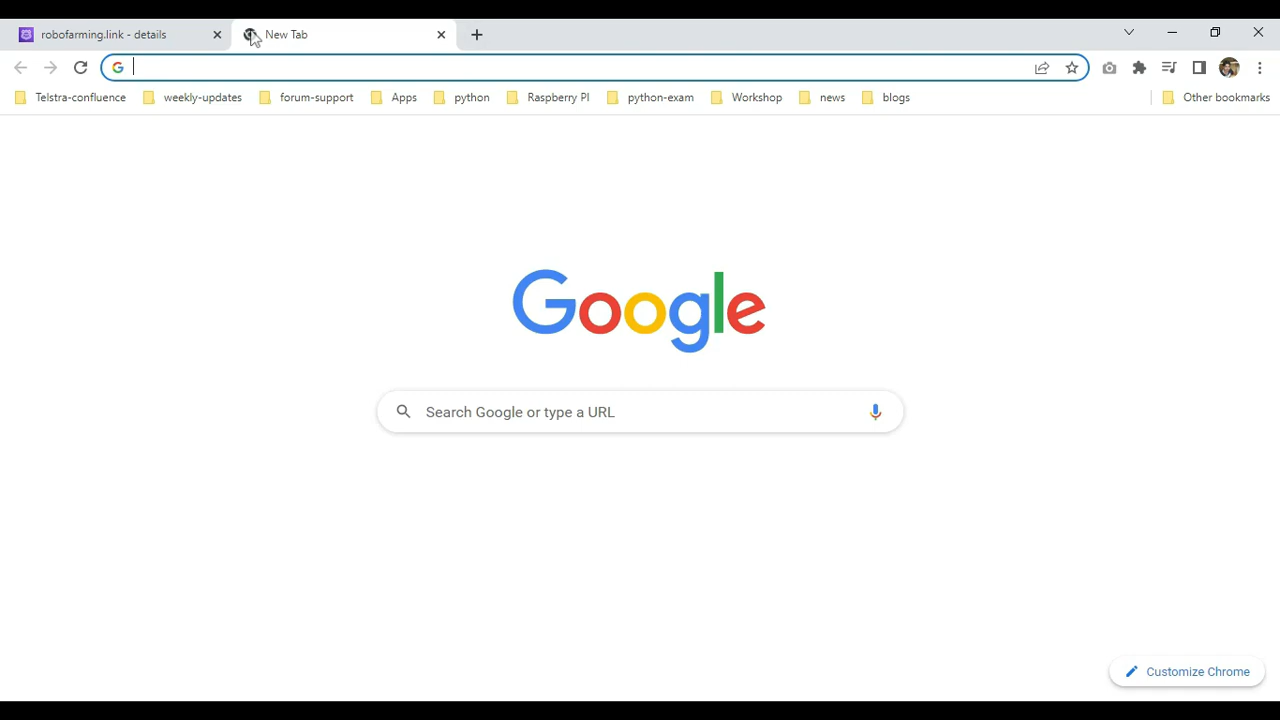 robofarming.link - details
New Tab
Telstra-confluence weekly-updates forum-support Apps python Raspberry PI python-exam Workshop news blogs Other bookmarks
Google
Search Google or type a URL
Customize Chrome